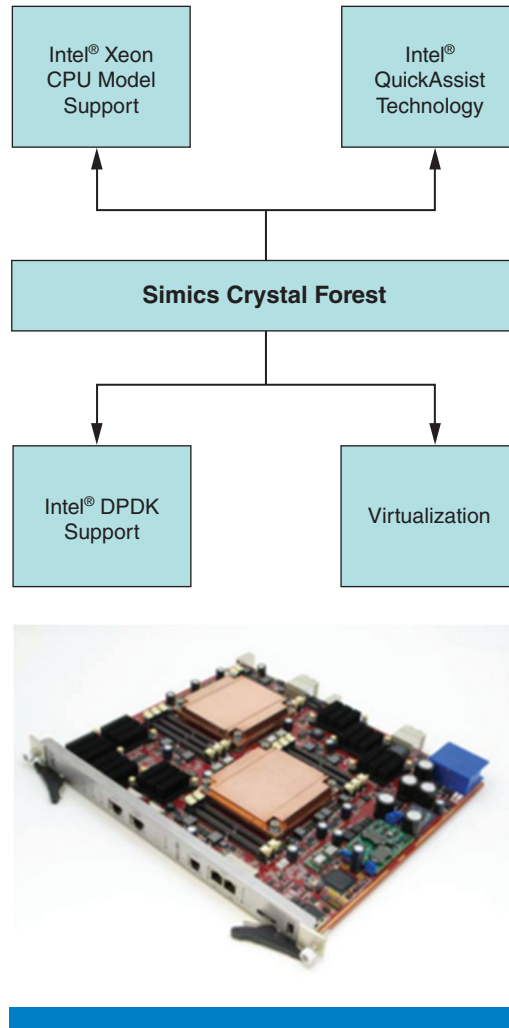 Intel® Xeon
CPU Model
Support
Intel®
QuickAssist
Technology
Simics Crystal Forest
Intel® DPDK
Support
Virtualization